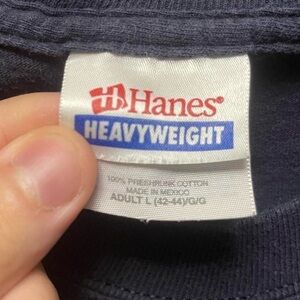 Hanes®
HEAVYWEIGHT
100% PRESHRUNK COTTON
MADE IN MEXICO
ADULT L (42-44)/G/G